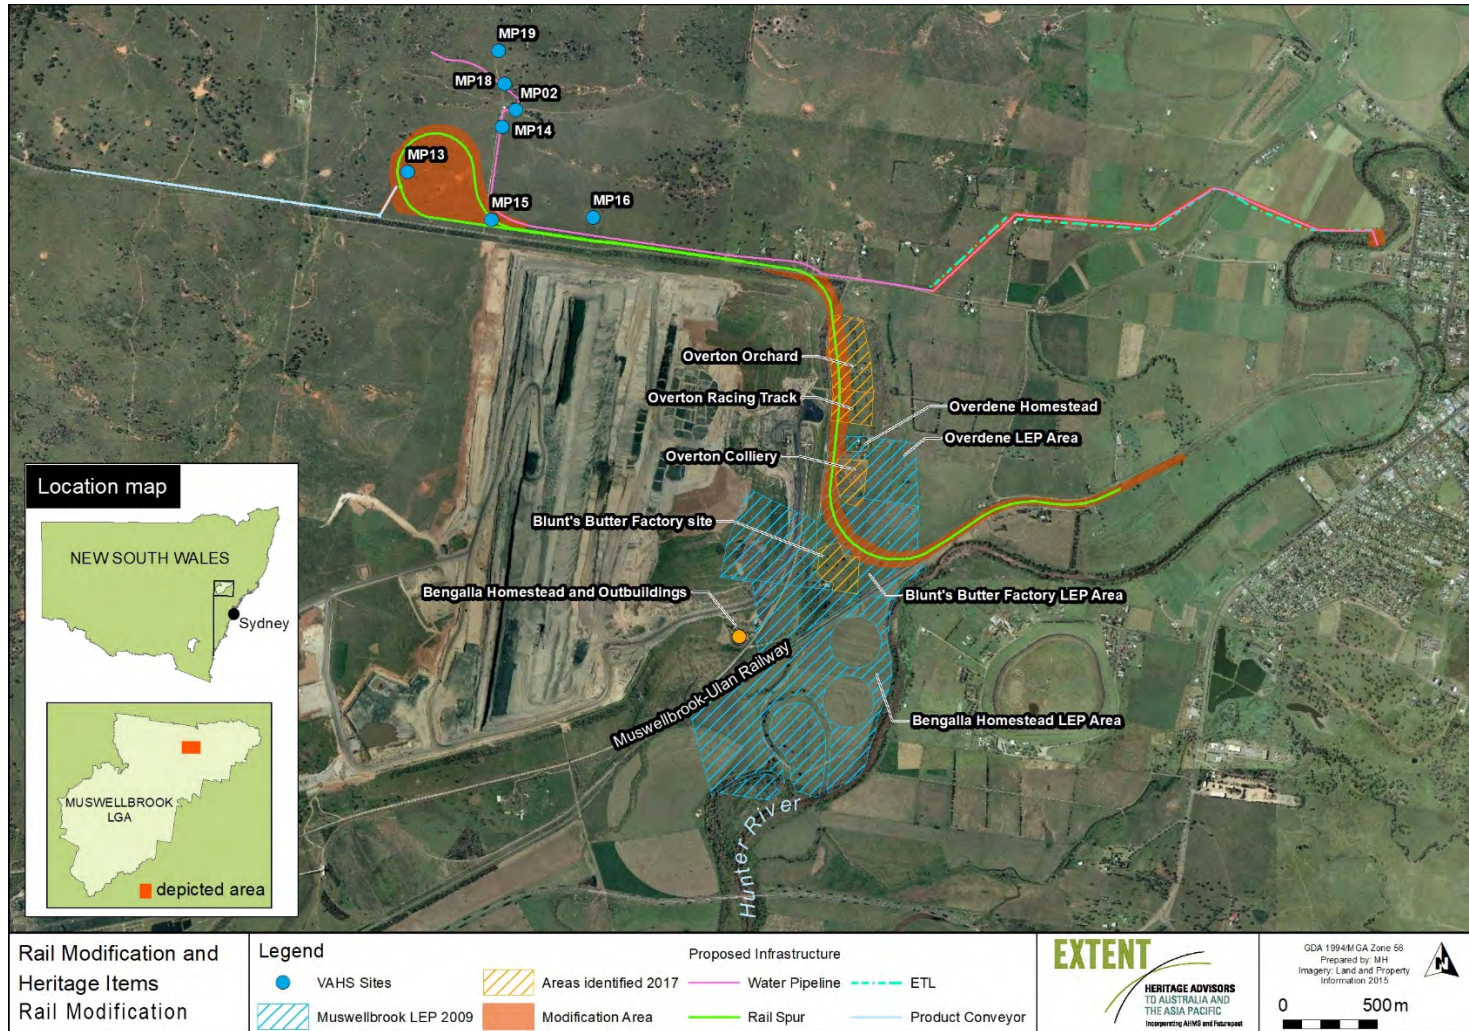 MP19
MP18
MP02
MP14
MP13
MP15
MP16
Overton Orchard
Overton Racing Track
Overdene Homestead
Overdene LEP Area
Overton Colliery
Blunt's Butter Factory site
Bengalla Homestead and Outbuildings
Blunt's Butter Factory LEP Area
Muswellbrook-Ulan Railway
Bengalla Homestead LEP Area
Hunter River
Location map
NEW SOUTH WALES
Sydney
MUSWELLBROOK
LGA
depicted area
Rail Modification and
Heritage Items
Rail Modification
Legend
VAHS Sites
Muswellbrook LEP 2009
Areas identified 2017
Modification Area
Proposed Infrastructure
Water Pipeline
ETL
Rail Spur
Product Conveyor
EXTENT
HERITAGE ADVISORS
TO AUSTRALIA AND
THE ASIA PACIFIC
Incorporating AHMS and Futurepast
GDA 1994/MGA Zone 56
Prepared by: MH
Imagery: Land and Property
Information 2015
N
0 500m